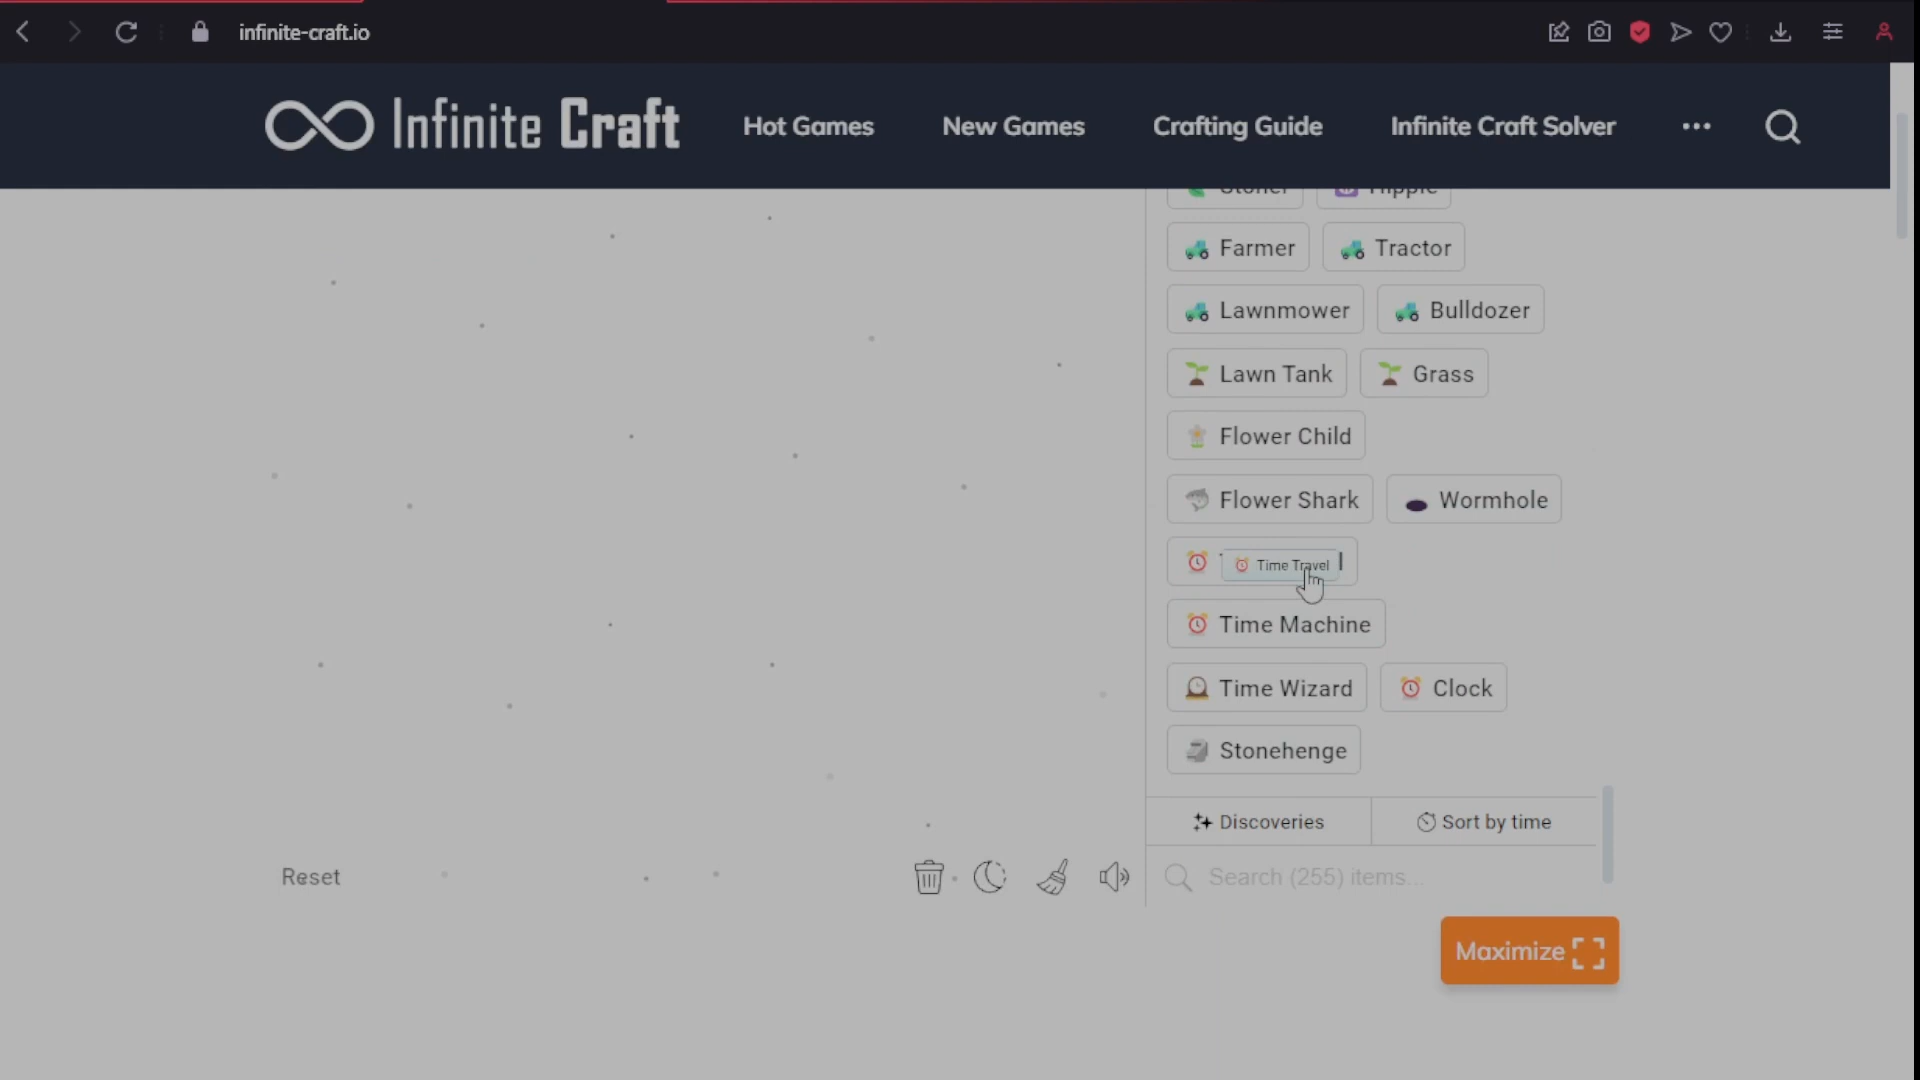 infinite-craft.io
Infinite Craft
Hot Games
New Games
Crafting Guide
Infinite Craft Solver
Stoner
Hippie
Farmer
Tractor
Lawnmower
Bulldozer
Lawn Tank
Grass
Flower Child
Flower Shark
Wormhole
Time Travel
Time Machine
Time Wizard
Clock
Stonehenge
Discoveries
Sort by time
Reset
Search (255) items...
Maximize